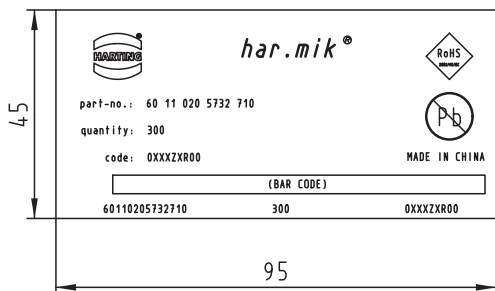 har.mik®
HARTING
RoHS
45
part-no.: 60 11 020 5732 710
quantity: 300
Pb
code: 0XXXZXR00
MADE IN CHINA
(BAR CODE)
60110205732710 300 0XXXZXR00
95